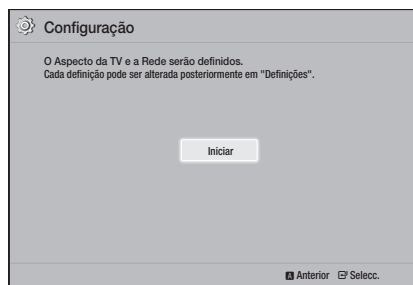 Configuração
O Aspecto da TV e a Rede serão definidos.
Cada definição pode ser alterada posteriormente em "Definições".
Iniciar
A Anterior Selecc.